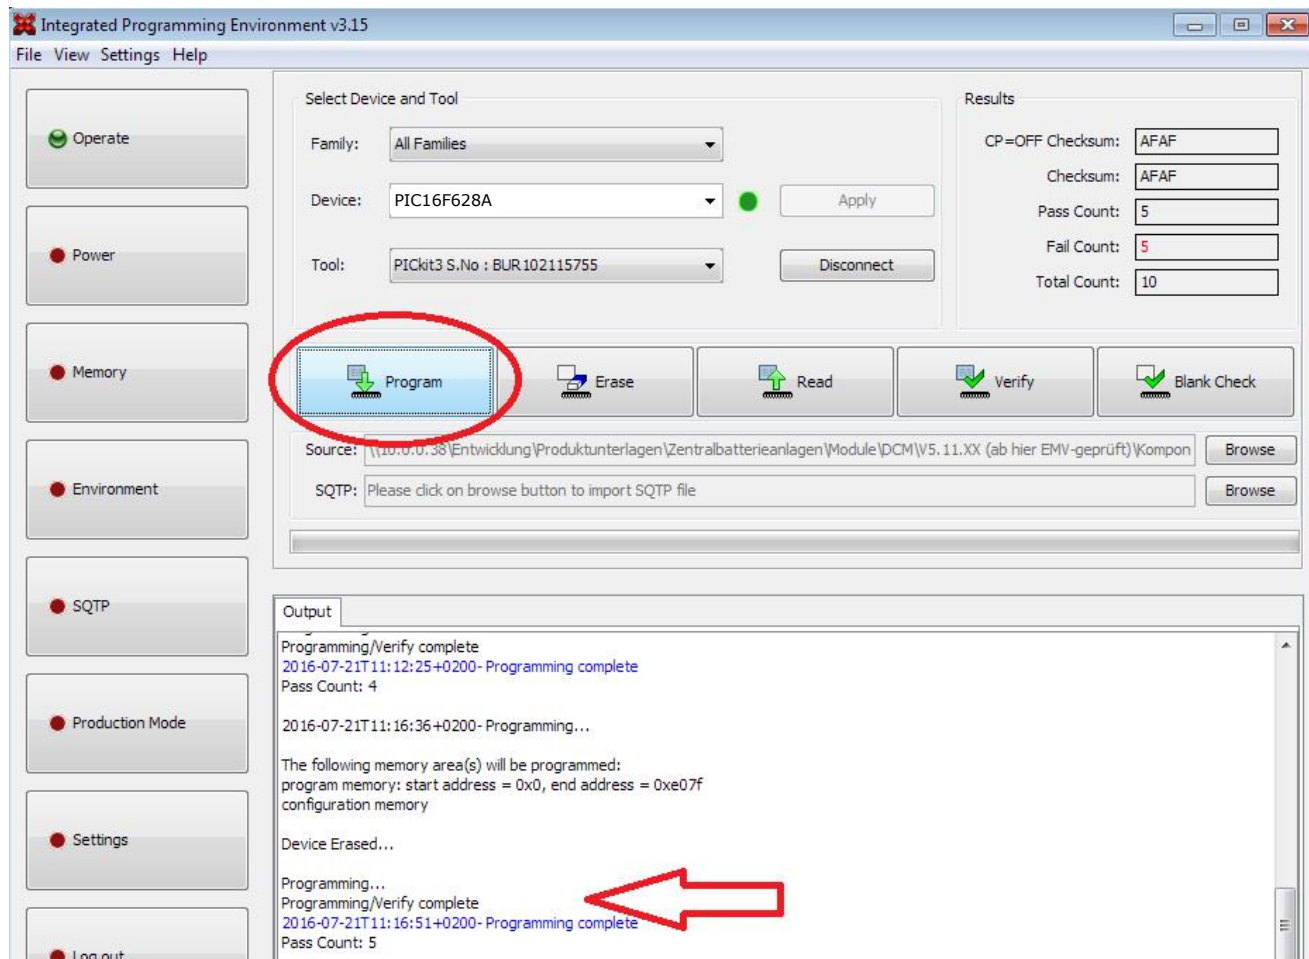 Integrated Programming Environment v3.15
File View Settings Help
Operate
Power
Memory
Environment
SQTP
Production Mode
Settings
Log out
Select Device and Tool
Family: All Families
Device: PIC16F628A Apply
Tool: PICkit3 S.No : BUR102115755 Disconnect
Results
CP=OFF Checksum: AFAF
Checksum: AFAF
Pass Count: 5
Fail Count: 5
Total Count: 10
Program Erase Read Verify Blank Check
Source: \\10.0.0.38\Entwicklung\Produktunterlagen\Zentralbatterieanlagen\Module\DCM\V5.11.XX (ab hier EMV-geprüft)\Kompon Browse
SQTP: Please click on browse button to import SQTP file Browse
Output
Programming/Verify complete
2016-07-21T11:12:25+0200- Programming complete
Pass Count: 4
2016-07-21T11:16:36+0200- Programming...
The following memory area(s) will be programmed:
program memory: start address = 0x0, end address = 0xe07f
configuration memory
Device Erased...
Programming...
Programming/Verify complete
2016-07-21T11:16:51+0200- Programming complete
Pass Count: 5